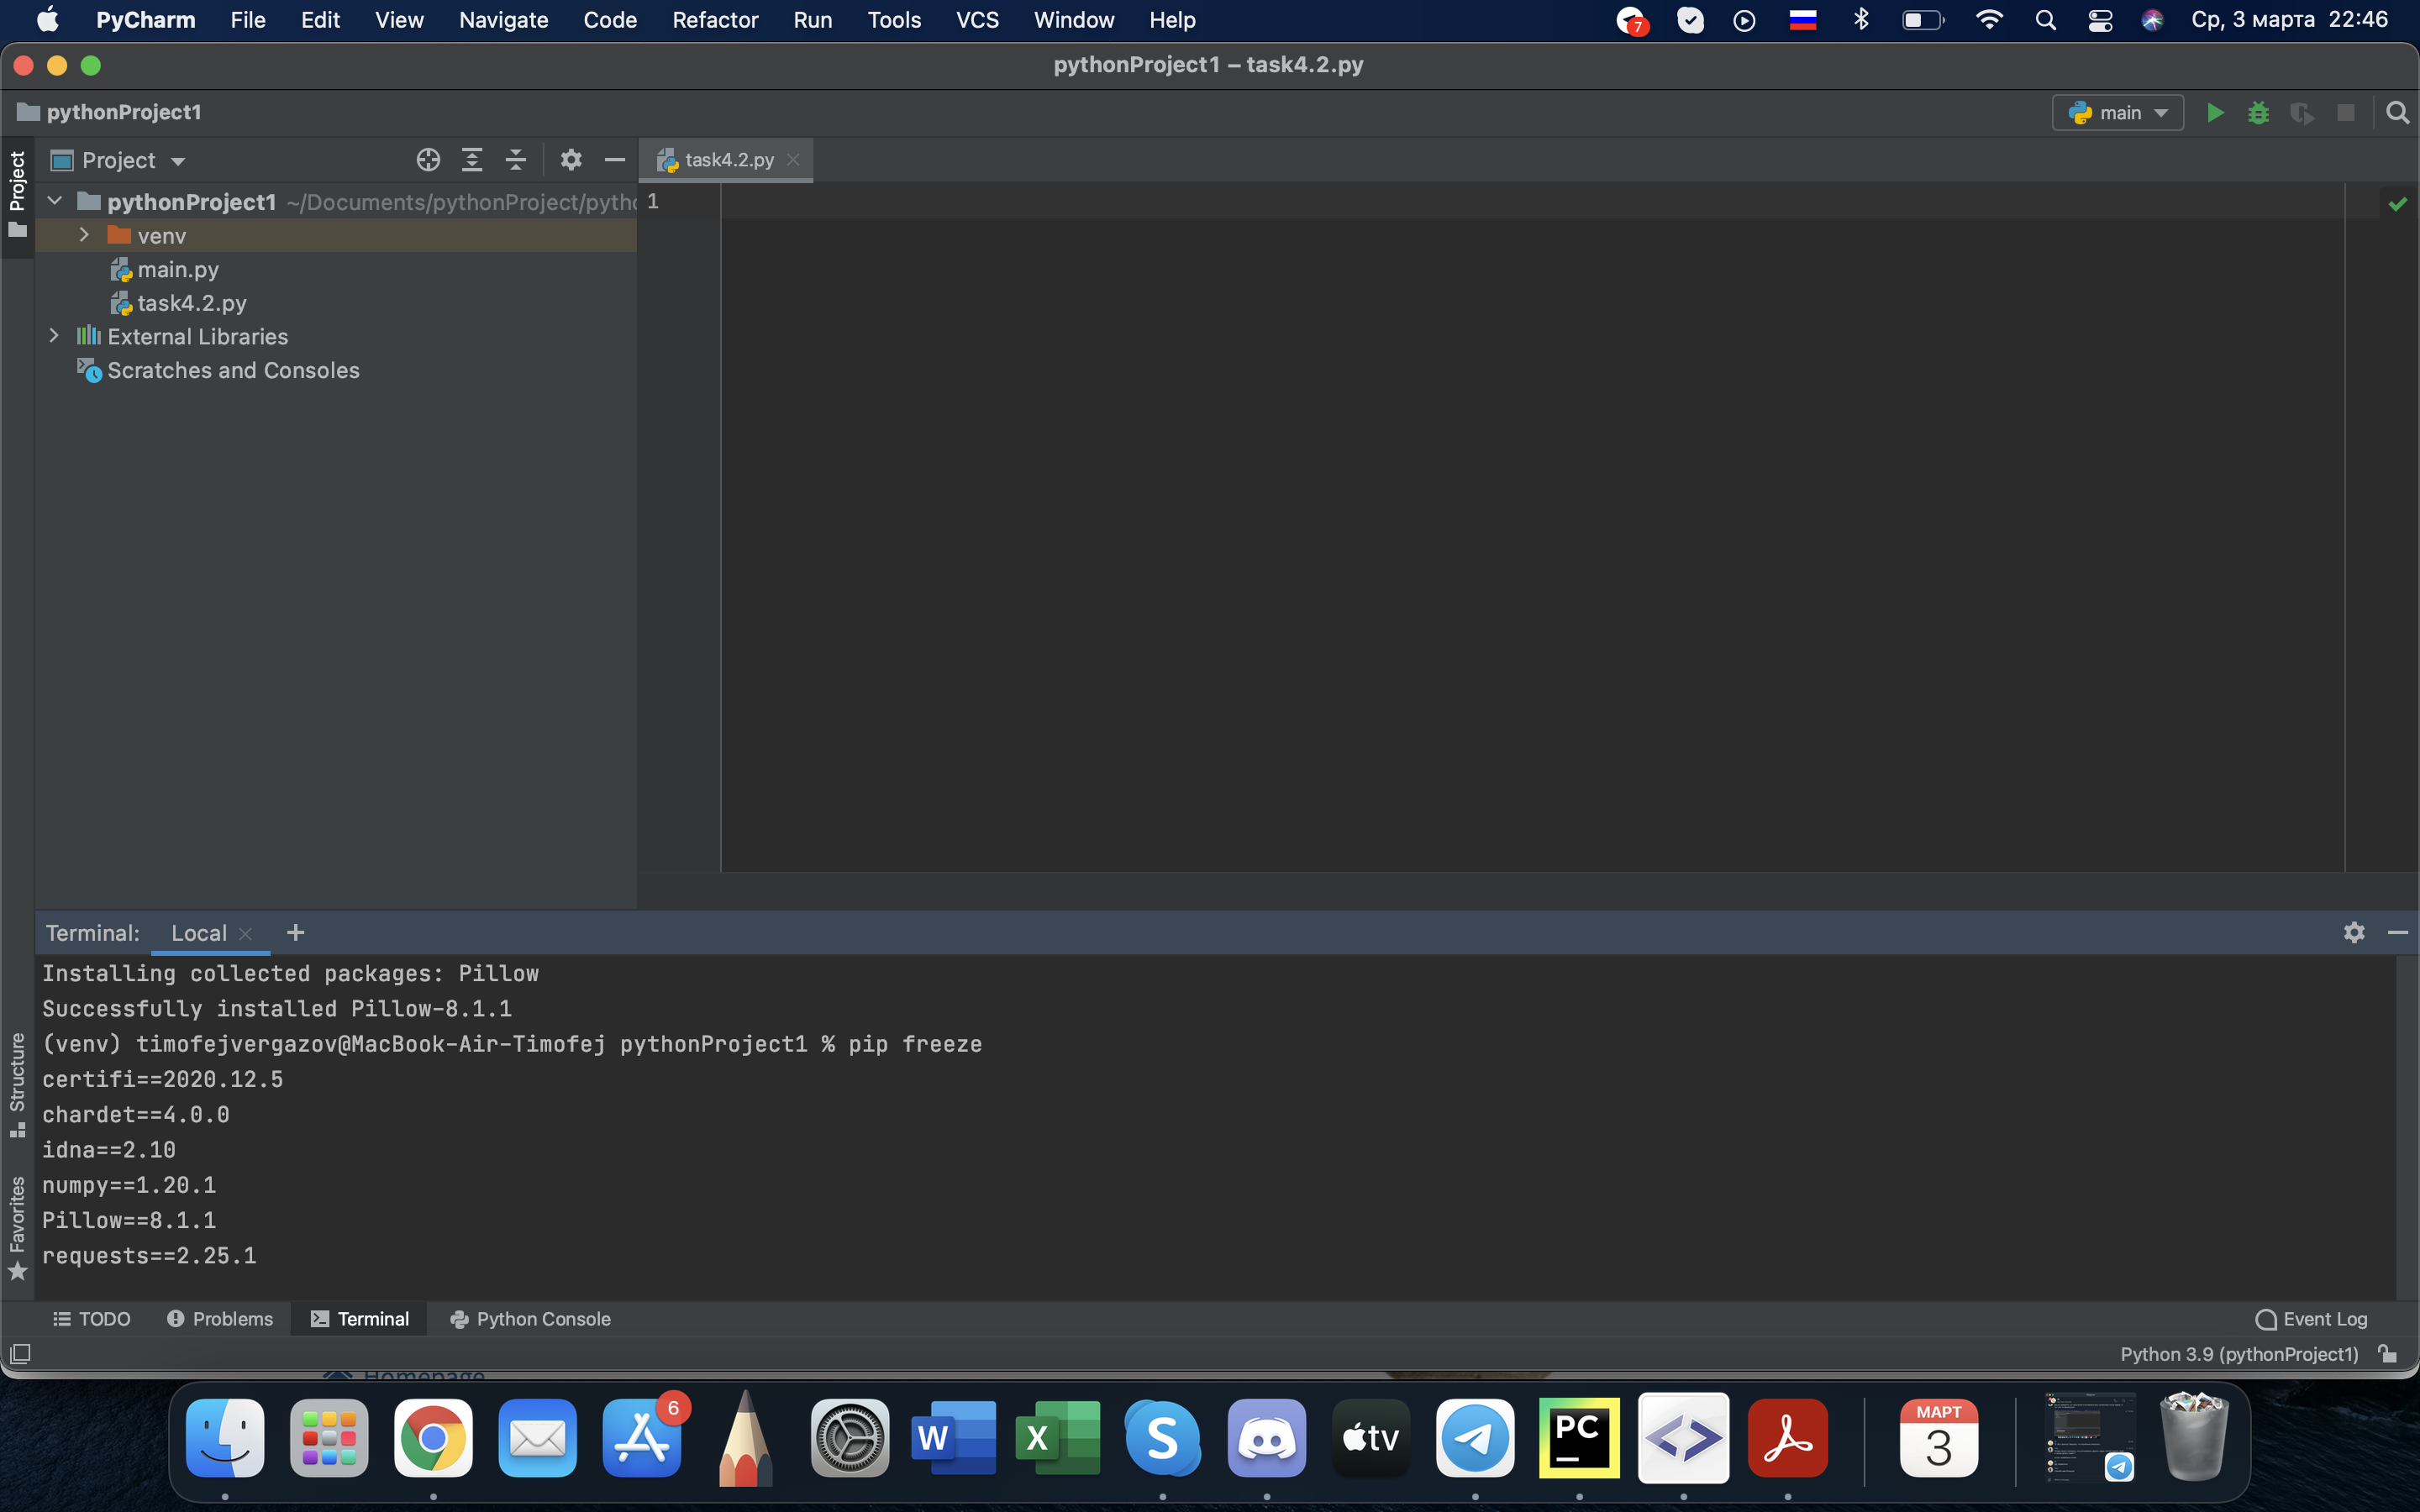 PyCharm File Edit View Navigate Code Refactor Run Tools VCS Window Help 7 Ср, 3 марта 22:46
pythonProject1 – task4.2.py
pythonProject1 main
Project
Project task4.2.py
pythonProject1 ~/Documents/pythonProject/pytho 1
venv
main.py
task4.2.py
External Libraries
Scratches and Consoles
Terminal: Local +
Installing collected packages: Pillow
Successfully installed Pillow-8.1.1
(venv) timofejvergazov@MacBook-Air-Timofej pythonProject1 % pip freeze
certifi==2020.12.5
chardet==4.0.0
idna==2.10
numpy==1.20.1
Pillow==8.1.1
requests==2.25.1
Structure
Favorites
TODO Problems Terminal Python Console Event Log
Python 3.9 (pythonProject1)
Homepage
6
W X S tv PC МАРТ
3